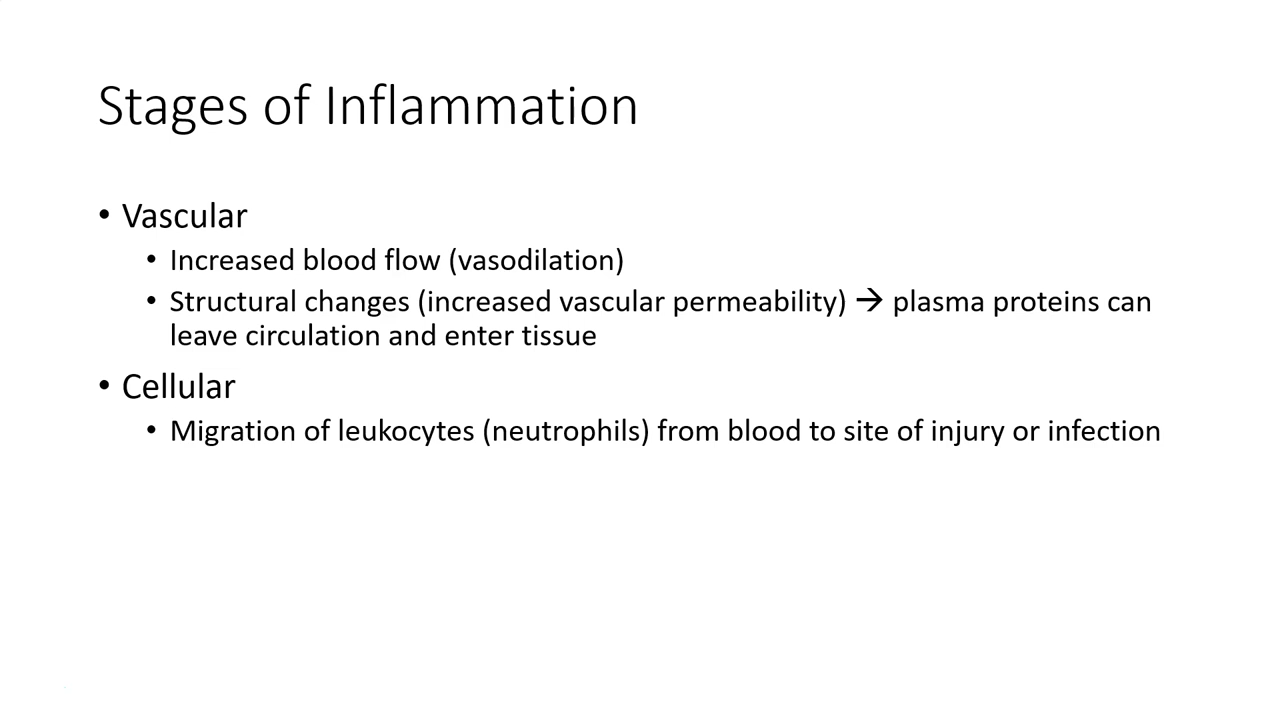 Stages of Inflammation
• Vascular
• Increased blood flow (vasodilation)
• Structural changes (increased vascular permeability) → plasma proteins can
leave circulation and enter tissue
• Cellular
• Migration of leukocytes (neutrophils) from blood to site of injury or infection